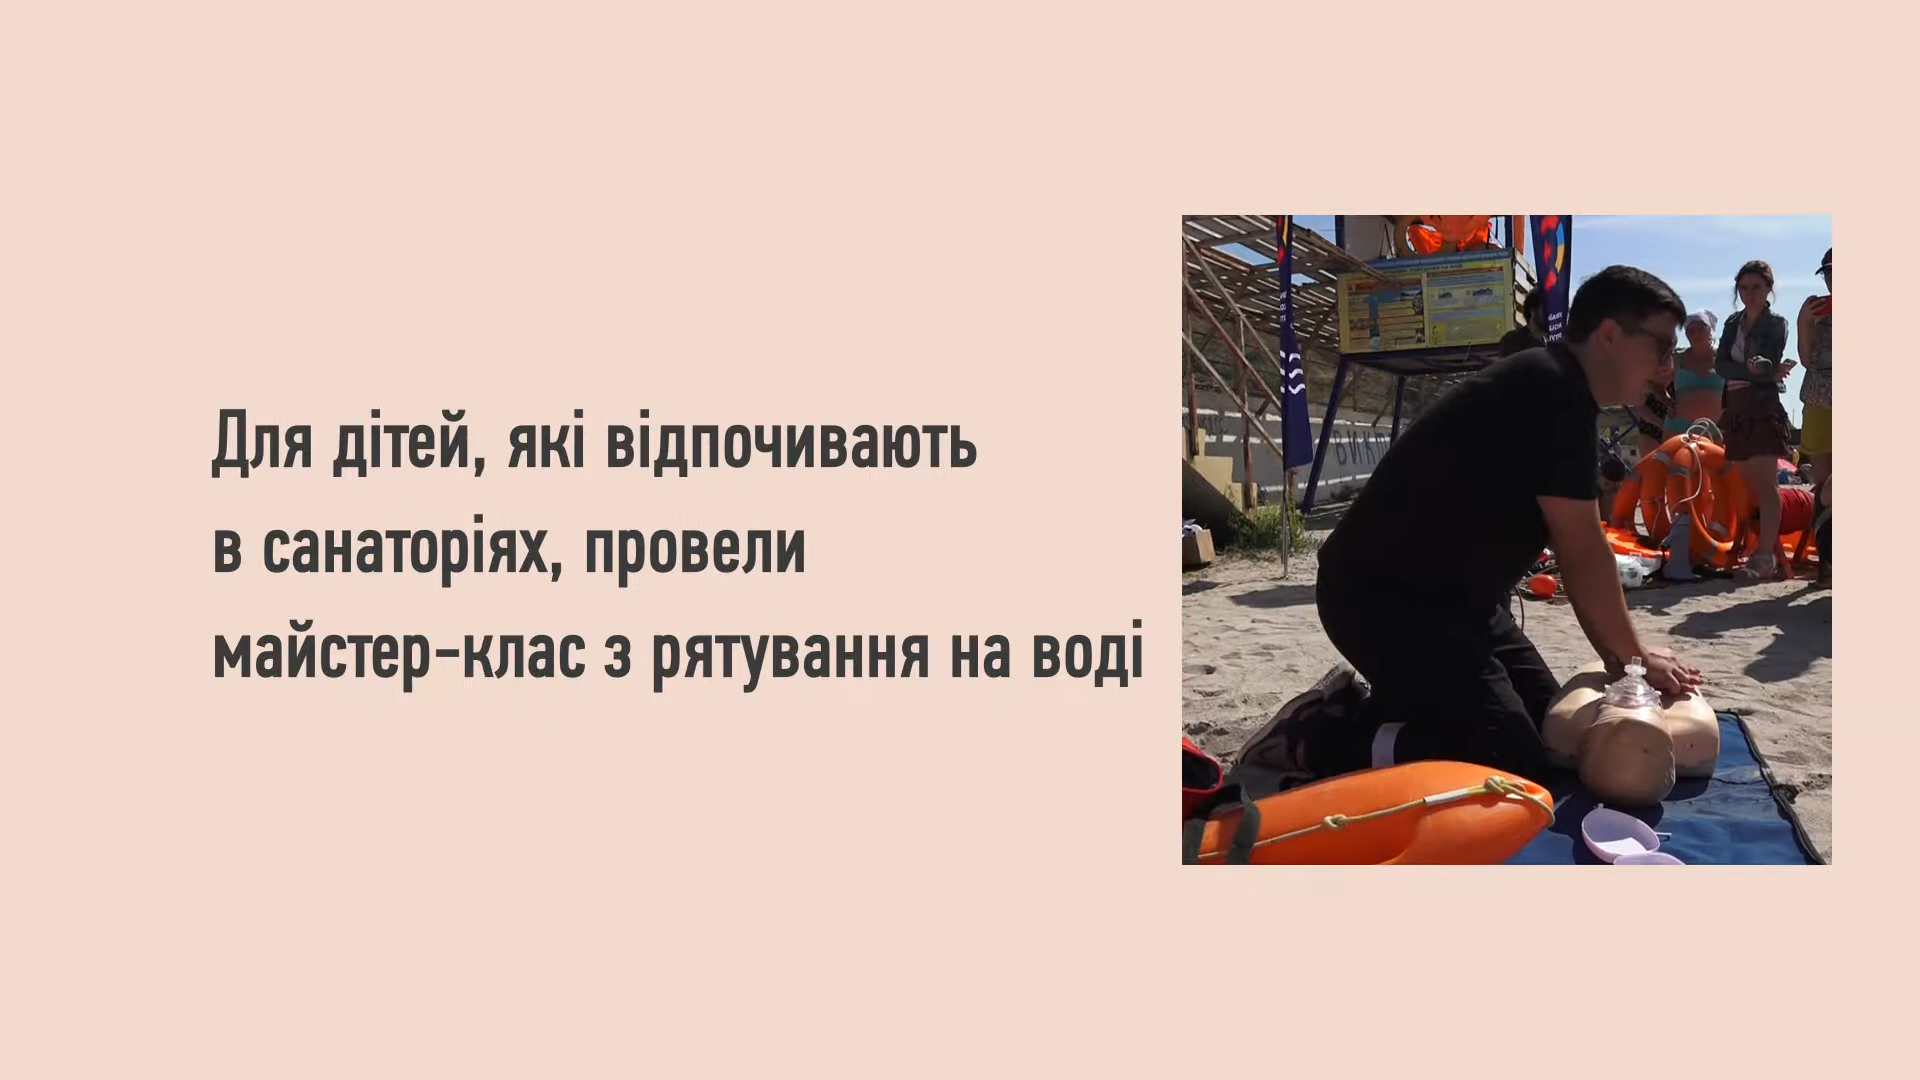 Для дітей, які відпочивають
в санаторіях, провели
майстер-клас з рятування на воді